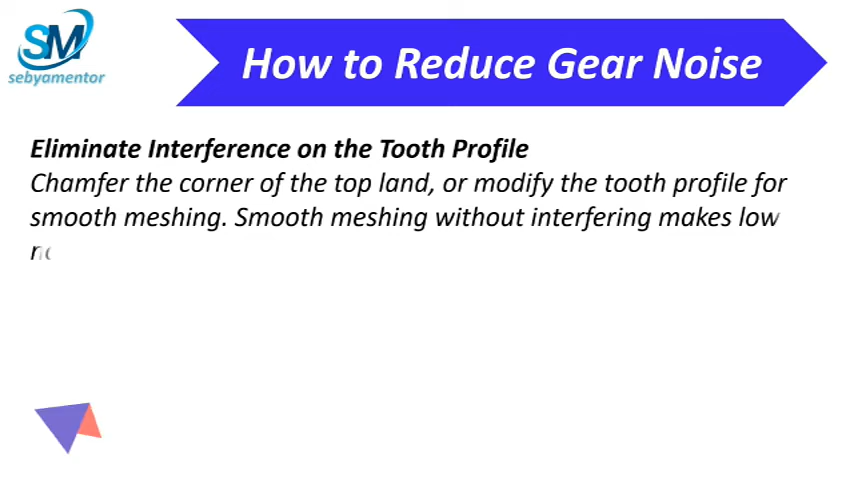 SM
sebyamentor
How to Reduce Gear Noise
Eliminate Interference on the Tooth Profile
Chamfer the corner of the top land, or modify the tooth profile for
smooth meshing. Smooth meshing without interfering makes low